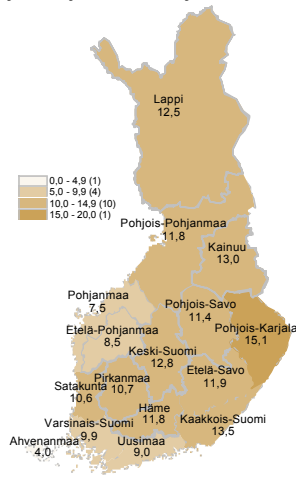 Lappi
12,5
0,0 - 4,9 (1)
5,0 - 9,9 (4)
10,0 - 14,9 (10)
15,0 - 20,0 (1)
Pohjois-Pohjanmaa
11,8
Kainuu
13,0
Pohjanmaa
7,5
Pohjois-Savo
11,4
Pohjois-Karjala
15,1
Etelä-Pohjanmaa
8,5
Keski-Suomi
12,8
Etelä-Savo
11,9
Pirkanmaa
10,7
Satakunta
10,6
Häme
11,8
Kaakkois-Suomi
13,5
Varsinais-Suomi
9,9
Ahvenanmaa
4,0
Uusimaa
9,0